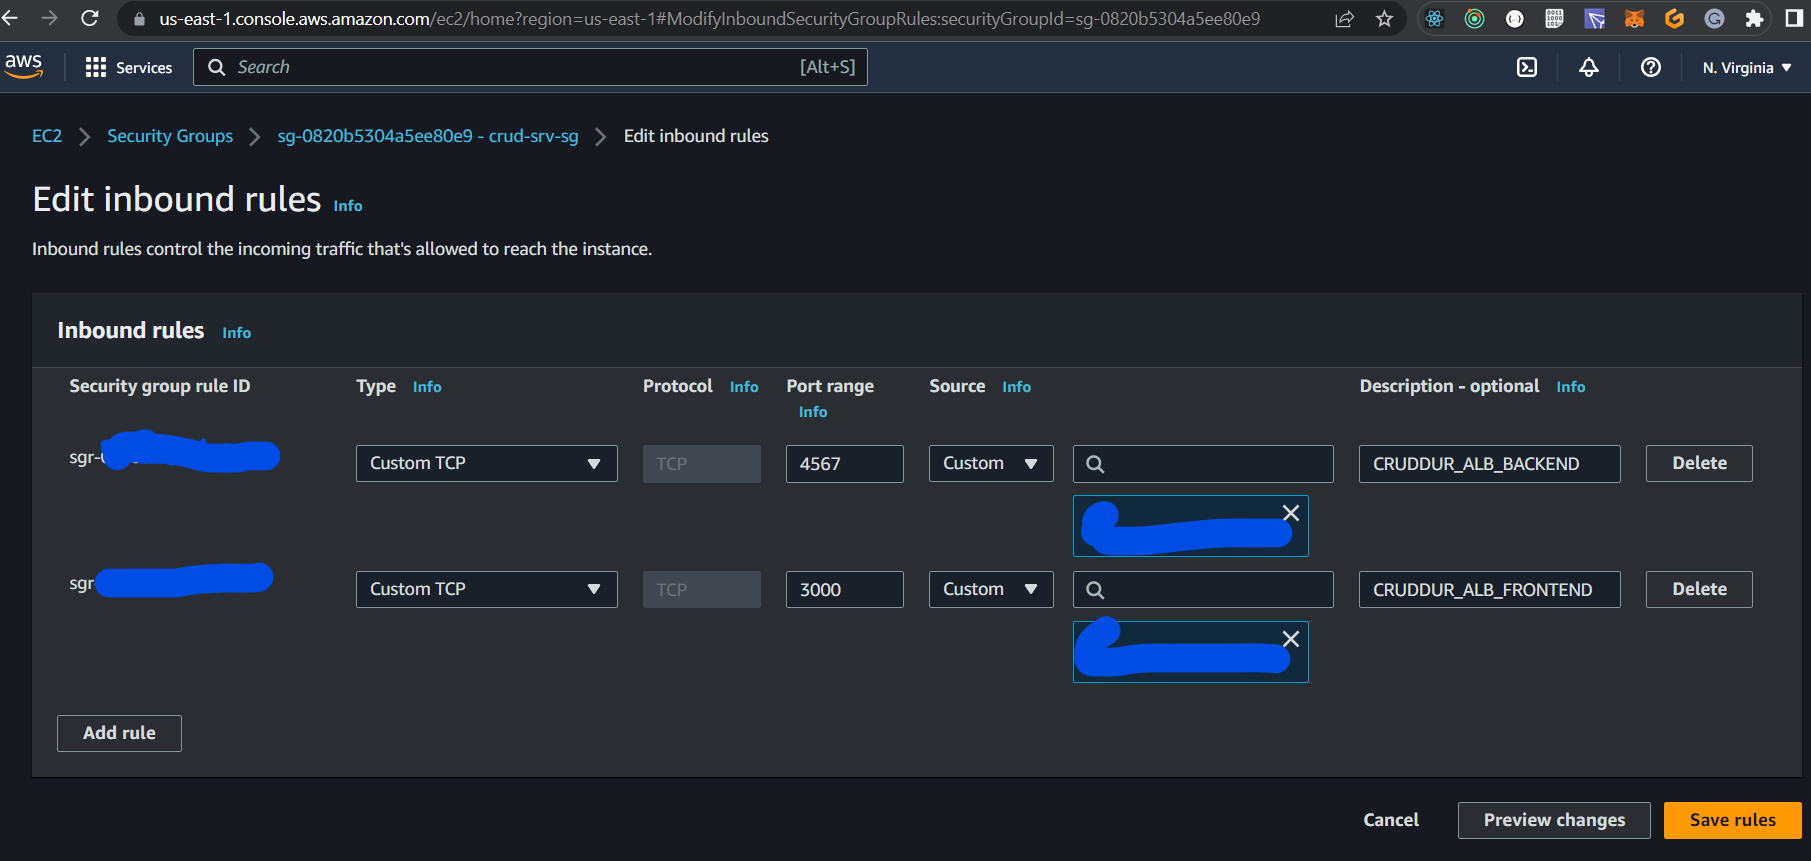 us-east-1.console.aws.amazon.com/ec2/home?region=us-east-1#ModifyInboundSecurityGroupRules:securityGroupId=sg-0820b5304a5ee80e9
aws Services Search [Alt+S] N. Virginia
EC2 Security Groups sg-0820b5304a5ee80e9 - crud-srv-sg Edit inbound rules
Edit inbound rules Info
Inbound rules control the incoming traffic that's allowed to reach the instance.
Inbound rules Info
Security group rule ID Type Info Protocol Info Port range Info Source Info Description - optional Info
sgr- Custom TCP TCP 4567 Custom CRUDDUR_ALB_BACKEND Delete
sgr Custom TCP TCP 3000 Custom CRUDDUR_ALB_FRONTEND Delete
Add rule
Cancel Preview changes Save rules